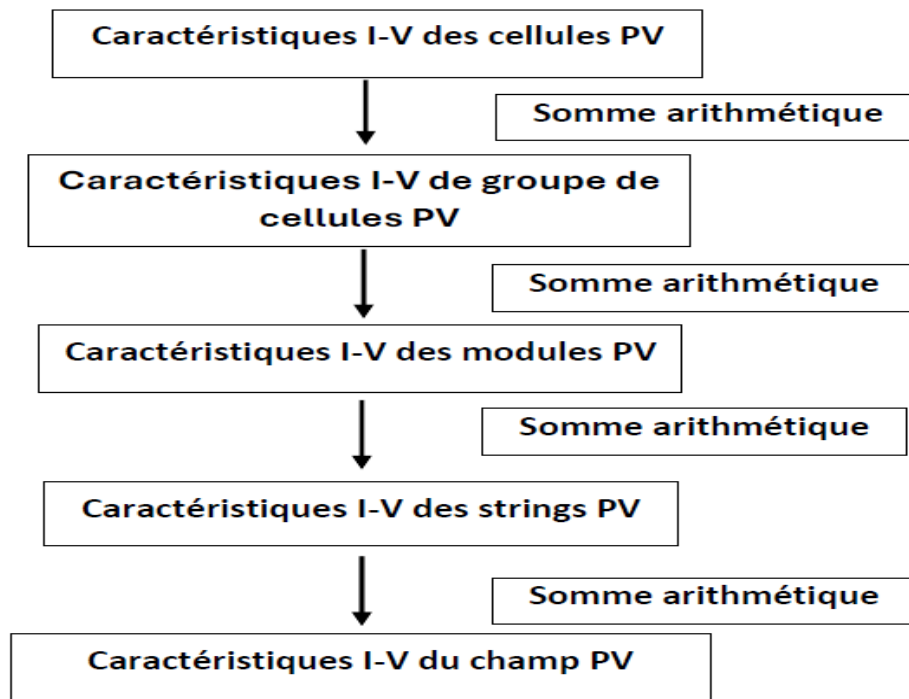 Caractéristiques I-V des cellules PV
Somme arithmétique
Caractéristiques I-V de groupe de
cellules PV
Somme arithmétique
Caractéristiques I-V des modules PV
Somme arithmétique
Caractéristiques I-V des strings PV
Somme arithmétique
Caractéristiques I-V du champ PV